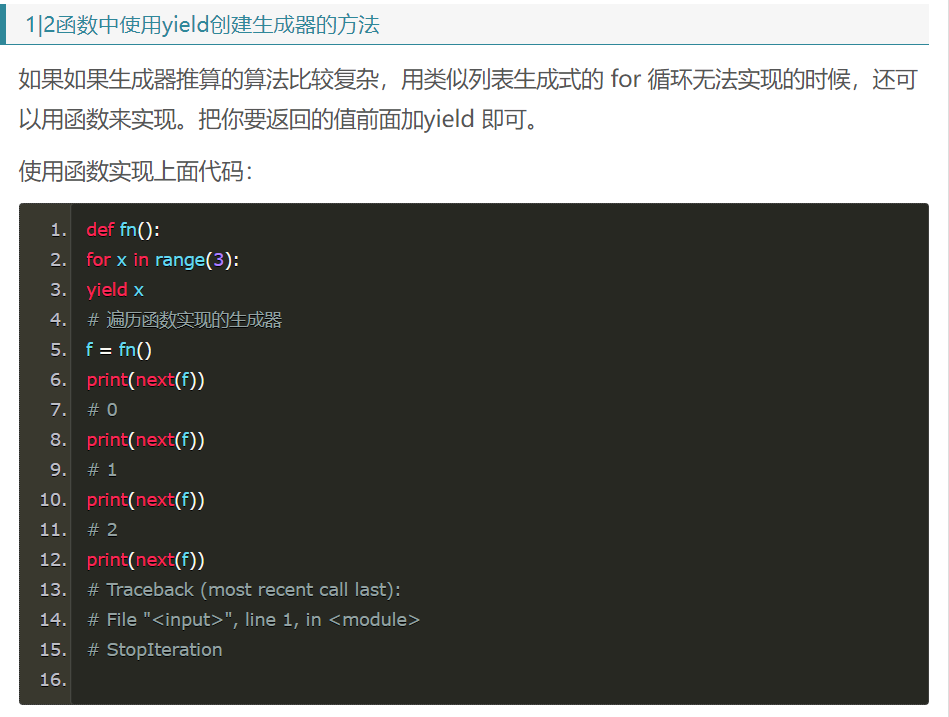 1|2函数中使用yield创建生成器的方法
如果如果生成器推算的算法比较复杂，用类似列表生成式的 for 循环无法实现的时候，还可
以用函数来实现。把你要返回的值前面加yield 即可。
使用函数实现上面代码：
1. def fn():
2. for x in range(3):
3. yield x
4. # 遍历函数实现的生成器
5. f = fn()
6. print(next(f))
7. # 0
8. print(next(f))
9. # 1
10. print(next(f))
11. # 2
12. print(next(f))
13. # Traceback (most recent call last):
14. # File "<input>", line 1, in <module>
15. # StopIteration
16.